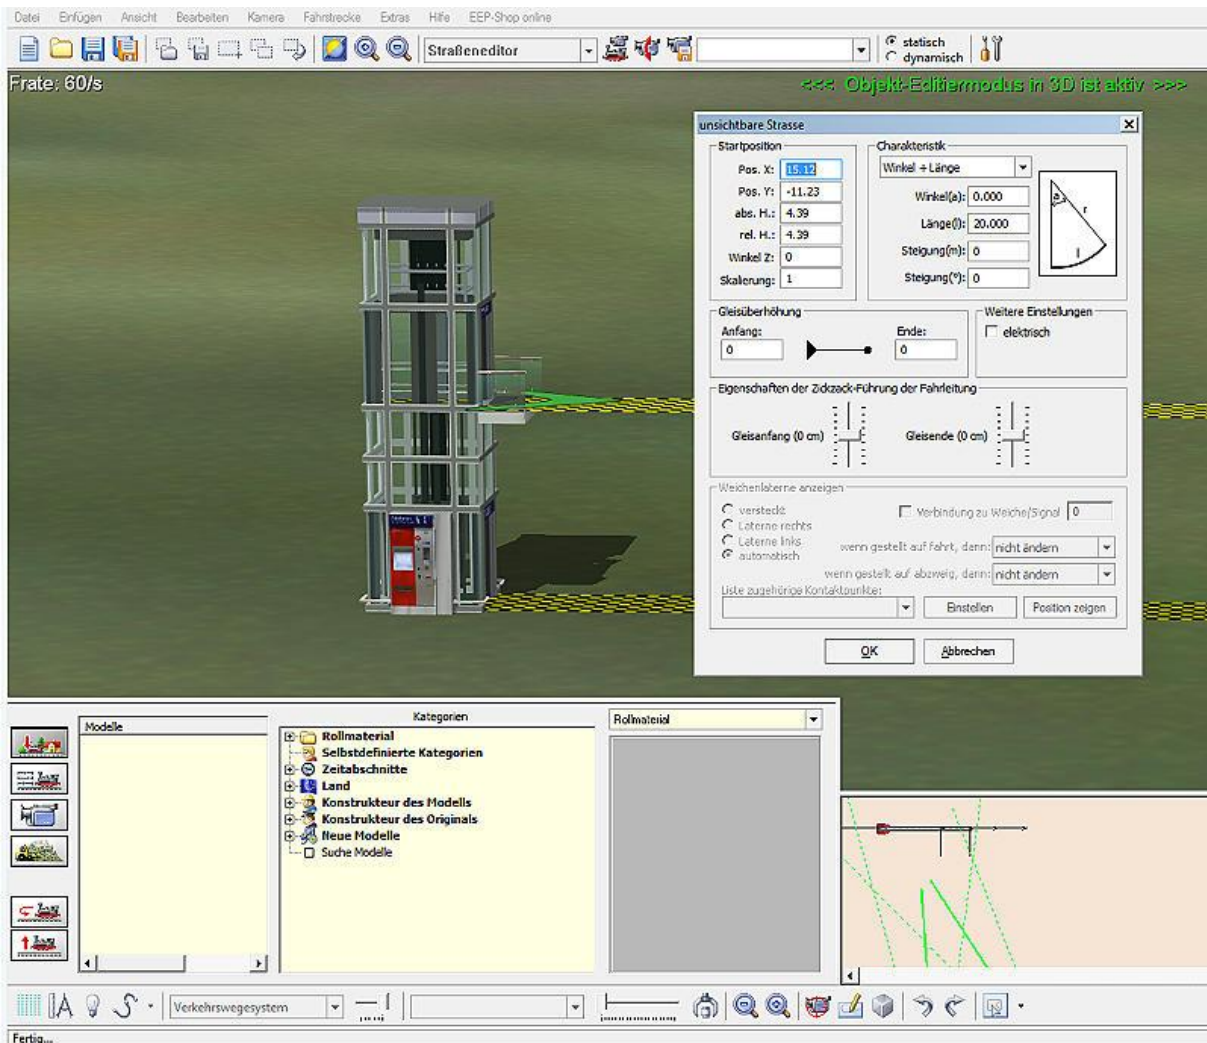 Datei Einfügen Ansicht Bearbeiten Kamera Fahrstrecke Extras Hilfe EEP-Shop online
Straßeneditor
statisch
dynamisch
Frate: 60/s
<<< Objekt-Editiermodus in 3D ist aktiv >>>
unsichtbare Strasse
Startposition
Pos. X: 15.12
Pos. Y: -11.23
abs. H.: 4.39
rel. H.: 4.39
Winkel Z: 0
Skalierung: 1
Charakteristik
Winkel + Länge
Winkel(a): 0.000
Länge(l): 20.000
Steigung(m): 0
Steigung(°): 0
a
r
l
Gleisüberhöhung
Anfang: Ende:
0 0
Weitere Einstellungen
elektrisch
Eigenschaften der Zickzack-Führung der Fahrleitung
Gleisanfang (0 cm) Gleisende (0 cm)
Weichenlaterne anzeigen
versteckt
Laterne rechts
Laterne links
automatisch
Verbindung zu Weiche/Signal 0
wenn gestellt auf fahrt, dann: nicht ändern
wenn gestellt auf abzweig, dann: nicht ändern
Liste zugehörige Kontaktpunkte:
Einstellen Position zeigen
OK Abbrechen
Modelle
Kategorien
Rollmaterial
Selbstdefinierte Kategorien
Zeitabschnitte
Land
Konstrukteur des Modells
Konstrukteur des Originals
Neue Modelle
Suche Modelle
Rollmaterial
Verkehrswegesystem
Fertig...